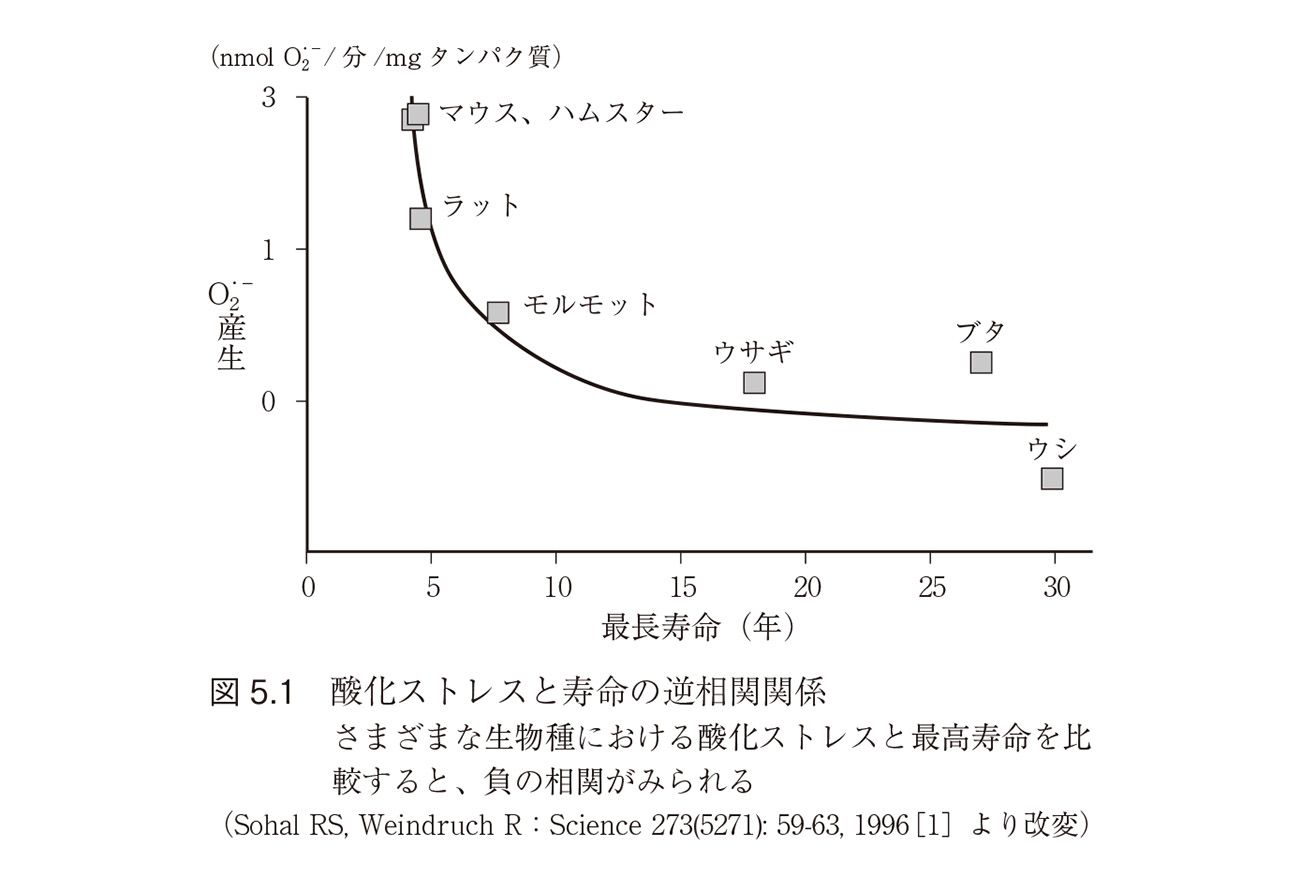 (nmol O₂·⁻/分/mgタンパク質)
3
マウス、ハムスター
ラット
1
O₂·⁻産生
モルモット
ウサギ
ブタ
0
ウシ
0 5 10 15 20 25 30
最長寿命(年)
図5.1 酸化ストレスと寿命の逆相関関係
さまざまな生物種における酸化ストレスと最高寿命を比
較すると、負の相関がみられる
(Sohal RS, Weindruch R:Science 273(5271): 59-63, 1996[1] より改変)